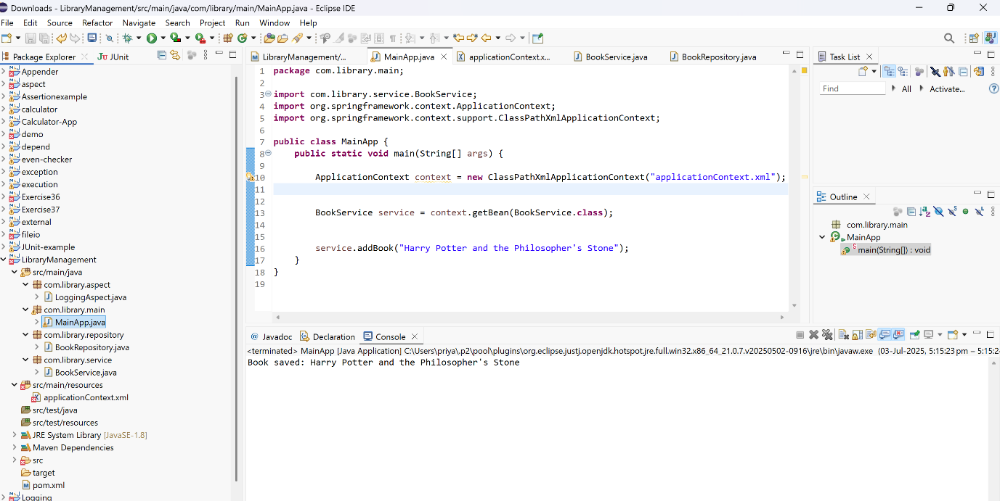 Downloads - LibraryManagement/src/main/java/com/library/main/MainApp.java - Eclipse IDE
File Edit Source Refactor Navigate Search Project Run Window Help
Package Explorer JUnit
Appender
aspect
Assertionexample
calculator
Calculator-App
demo
depend
even-checker
exception
execution
Exercise36
Exercise37
external
fileio
JUnit-example
LibraryManagement
src/main/java
com.library.aspect
LoggingAspect.java
com.library.main
MainApp.java
com.library.repository
BookRepository.java
com.library.service
BookService.java
src/main/resources
applicationContext.xml
src/test/java
src/test/resources
JRE System Library [JavaSE-1.8]
Maven Dependencies
src
target
pom.xml
Logging
LibraryManagement/... MainApp.java applicationContext.x... BookService.java BookRepository.java
1 package com.library.main;
2
3 import com.library.service.BookService;
4 import org.springframework.context.ApplicationContext;
5 import org.springframework.context.support.ClassPathXmlApplicationContext;
6
7 public class MainApp {
8 public static void main(String[] args) {
9
10 ApplicationContext context = new ClassPathXmlApplicationContext("applicationContext.xml");
11
12
13 BookService service = context.getBean(BookService.class);
14
15
16 service.addBook("Harry Potter and the Philosopher's Stone");
17 }
18 }
19
Task List
Find All Activate...
Outline
com.library.main
MainApp
main(String[]) : void
Javadoc Declaration Console
<terminated> MainApp [Java Application] C:\Users\priya\.p2\pool\plugins\org.eclipse.justj.openjdk.hotspot.jre.full.win32.x86_64_21.0.7.v20250502-0916\jre\bin\javaw.exe (03-Jul-2025, 5:15:23 pm – 5:15:2
Book saved: Harry Potter and the Philosopher's Stone